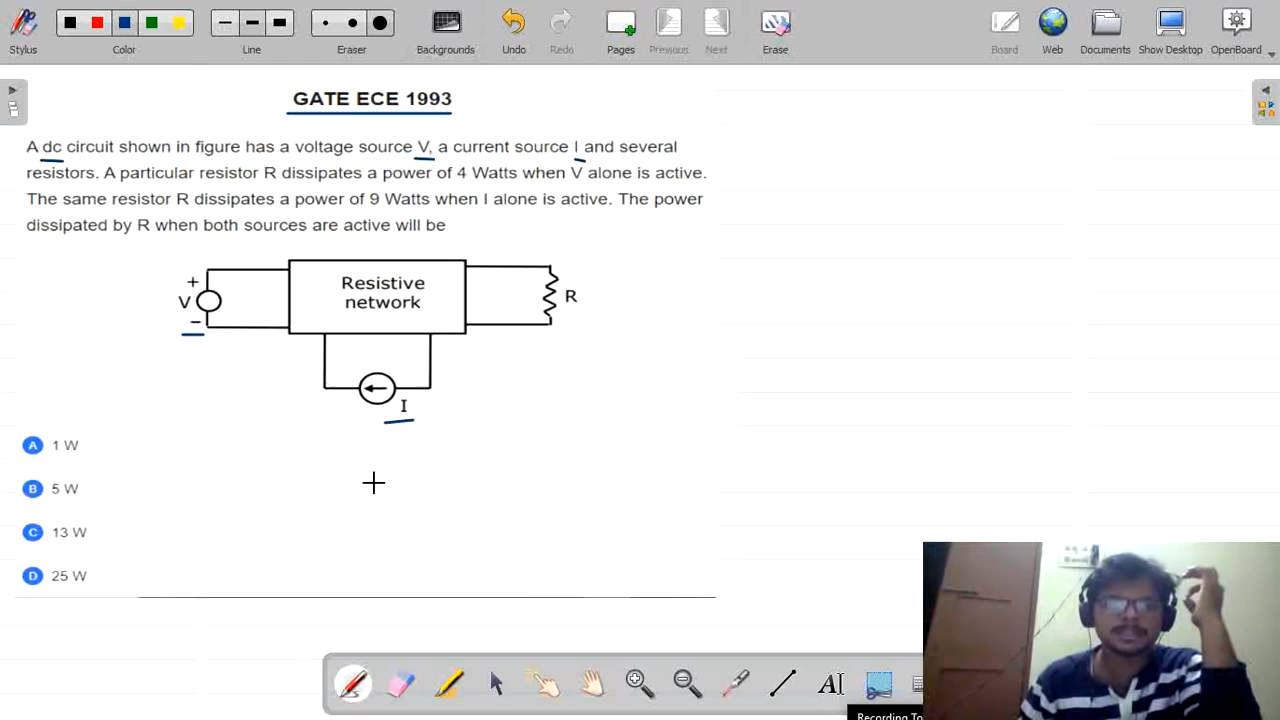 Stylus
Color
Line
Eraser
Backgrounds
Undo
Redo
Pages
Previous
Next
Erase
Board
Web
Documents
Show Desktop
OpenBoard
GATE ECE 1993
A dc circuit shown in figure has a voltage source V, a current source I and several
resistors. A particular resistor R dissipates a power of 4 Watts when V alone is active.
The same resistor R dissipates a power of 9 Watts when I alone is active. The power
dissipated by R when both sources are active will be
+
V
−
Resistive
network
R
I
A 1 W
B 5 W
C 13 W
D 25 W
AI
Recording To